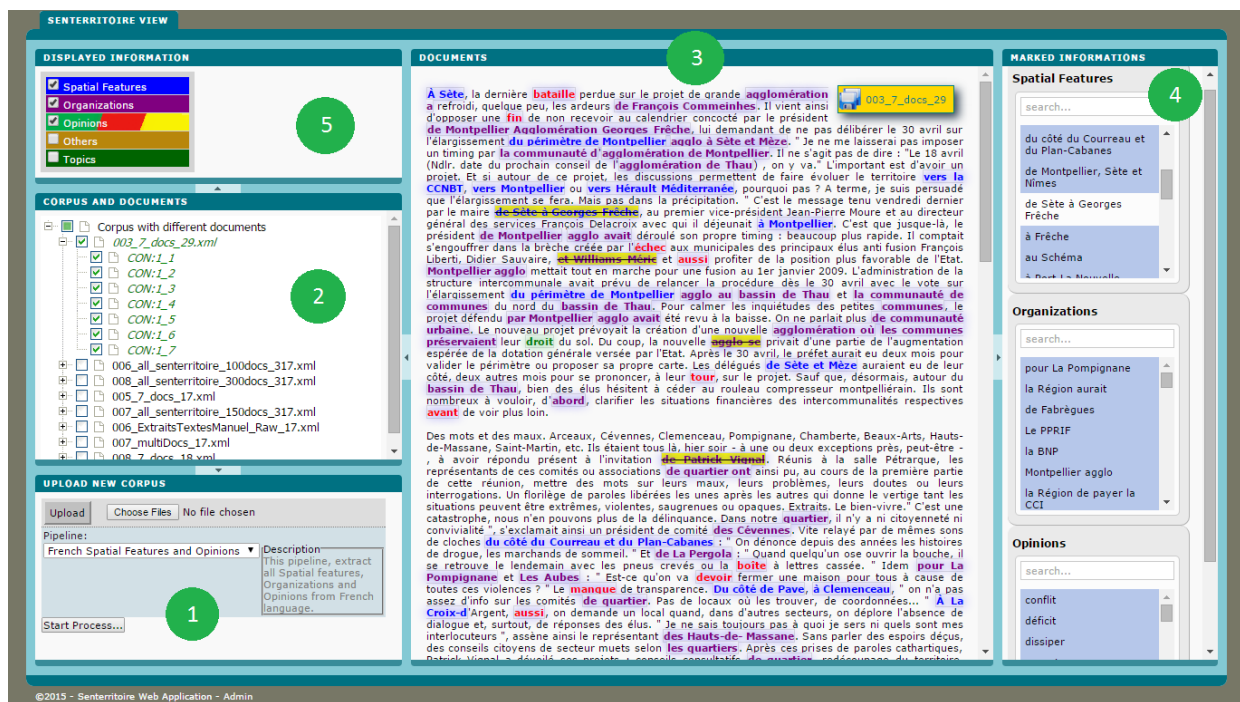 SENTERRITOIRE VIEW
DISPLAYED INFORMATION
Spatial Features
Organizations
Opinions
Others
Topics
5
CORPUS AND DOCUMENTS
Corpus with different documents
003_7_docs_29.xml
CON:1_1
CON:1_2
CON:1_3
CON:1_4
CON:1_5
CON:1_6
CON:1_7
006_all_senterritoire_100docs_317.xml
008_all_senterritoire_300docs_317.xml
005_7_docs_17.xml
007_all_senterritoire_150docs_317.xml
006_ExtraitsTextesManuel_Raw_17.xml
007_multiDocs_17.xml
008_7_docs_18.xml
2
UPLOAD NEW CORPUS
Upload Choose Files No file chosen
Pipeline:
French Spatial Features and Opinions
Description
This pipeline, extract
all Spatial features,
Organizations and
Opinions from French
language.
1
Start Process...
DOCUMENTS
3
003_7_docs_29
À Sète, la dernière bataille perdue sur le projet de grande agglomération
a refroidi, quelque peu, les ardeurs de François Commeinhes. Il vient ainsi
d'opposer une fin de non recevoir au calendrier concocté par le président
de Montpellier Agglomération Georges Frêche, lui demandant de ne pas délibérer le 30 avril sur
l'élargissement du périmètre de Montpellier agglo à Sète et Mèze. " Je ne me laisserai pas imposer
un timing par la communauté d'agglomération de Montpellier. Il ne s'agit pas de dire : "Le 18 avril
(Ndlr. date du prochain conseil de l'agglomération de Thau) , on y va." L'important est d'avoir un
projet. Et si autour de ce projet, les discussions permettent de faire évoluer le territoire vers la
CCNBT, vers Montpellier ou vers Hérault Méditerranée, pourquoi pas ? A terme, je suis persuadé
que l'élargissement se fera. Mais pas dans la précipitation. " C'est le message tenu vendredi dernier
par le maire de Sète à Georges Frêche, au premier vice-président Jean-Pierre Moure et au directeur
général des services François Delacroix avec qui il déjeunait à Montpellier. C'est que jusque-là, le
président de Montpellier agglo avait déroulé son propre timing : beaucoup plus rapide. Il comptait
s'engouffrer dans la brèche créée par l'échec aux municipales des principaux élus anti fusion François
Liberti, Didier Sauvaire, et Williams Méric et aussi profiter de la position plus favorable de l'Etat.
Montpellier agglo mettait tout en marche pour une fusion au 1er janvier 2009. L'administration de la
structure intercommunale avait prévu de relancer la procédure dès le 30 avril avec le vote sur
l'élargissement du périmètre de Montpellier agglo au bassin de Thau et la communauté de
communes du nord du bassin de Thau. Pour calmer les inquiétudes des petites communes, le
projet défendu par Montpellier agglo avait été revu à la baisse. On ne parlait plus de communauté
urbaine. Le nouveau projet prévoyait la création d'une nouvelle agglomération où les communes
préservaient leur droit du sol. Du coup, la nouvelle agglo se privait d'une partie de l'augmentation
espérée de la dotation générale versée par l'Etat. Après le 30 avril, le préfet aurait eu deux mois pour
valider le périmètre ou proposer sa propre carte. Les délégués de Sète et Mèze auraient eu de leur
côté, deux autres mois pour se prononcer, à leur tour, sur le projet. Sauf que, désormais, autour du
bassin de Thau, bien des élus hésitent à céder au rouleau compresseur montpelliérain. Ils sont
nombreux à vouloir, d'abord, clarifier les situations financières des intercommunalités respectives
avant de voir plus loin.
Des mots et des maux. Arceaux, Cévennes, Clemenceau, Pompignane, Chamberte, Beaux-Arts, Hauts-
de-Massane, Saint-Martin, etc. Ils étaient tous là, hier soir - à une ou deux exceptions près, peut-être -
, à avoir répondu présent à l'invitation de Patrick Vignal. Réunis à la salle Pétrarque, les
représentants de ces comités ou associations de quartier ont ainsi pu, au cours de la première partie
de cette réunion, mettre des mots sur leurs maux, leurs problèmes, leurs doutes ou leurs
interrogations. Un florilège de paroles libérées les unes après les autres qui donne le vertige tant les
situations peuvent être extrêmes, violentes, saugrenues ou opaques. Extraits. Le bien-vivre." C'est une
catastrophe, nous n'en pouvons plus de la délinquance. Dans notre quartier, il n'y a ni citoyenneté ni
convivialité ", s'exclamait ainsi un président de comité des Cévennes. Vite relayé par de mêmes sons
de cloches du côté du Courreau et du Plan-Cabanes : " On dénonce depuis des années les histoires
de drogue, les marchands de sommeil. " Et de La Pergola : " Quand quelqu'un ose ouvrir la bouche, il
se retrouve le lendemain avec les pneus crevés ou la boîte à lettres cassée. " Idem pour La
Pompignane et Les Aubes : " Est-ce qu'on va devoir fermer une maison pour tous à cause de
toutes ces violences ? " Le manque de transparence. Du côté de Pave, à Clemenceau, " on n'a pas
assez d'info sur les comités de quartier. Pas de locaux où les trouver, de coordonnées... " À La
Croix-d'Argent, aussi, on demande un local quand, dans d'autres secteurs, on déplore l'absence de
dialogue et, surtout, de réponses des élus. " Je ne sais toujours pas à quoi je sers ni quels sont mes
interlocuteurs ", assène ainsi le représentant des Hauts-de- Massane. Sans parler des espoirs déçus,
des conseils citoyens de secteur muets selon les quartiers. Après ces prises de paroles cathartiques,
Patrick Vignal a dévoilé ses projets : conseils consultatifs de quartier, redécoupage du territoire,
MARKED INFORMATIONS
4
Spatial Features
search...
du côté du Courreau et
du Plan-Cabanes
de Montpellier, Sète et
Nîmes
de Sète à Georges
Frêche
à Frêche
au Schéma
à Port La Nouvelle
Organizations
search...
pour La Pompignane
la Région aurait
de Fabrègues
Le PPRIF
la BNP
Montpellier agglo
la Région de payer la
CCI
Opinions
search...
conflit
déficit
dissiper
©2015 - Senterritoire Web Application - Admin